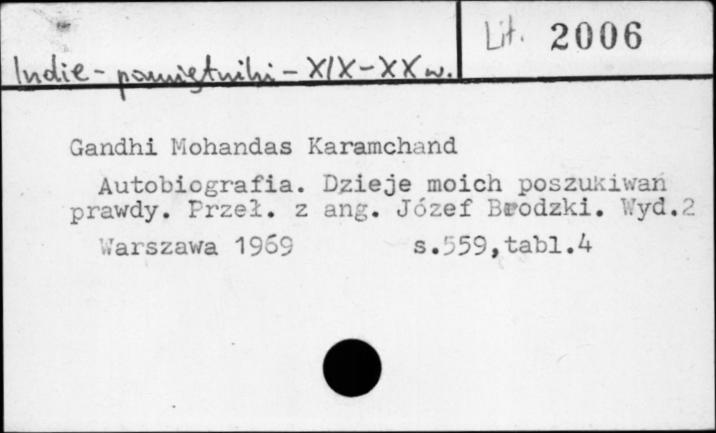 Lit. 2006
Indie - pamiętniki - XIX-XX w.
Gandhi Mohandas Karamchand
Autobiografia. Dzieje moich poszukiwań
prawdy. Przeł. z ang. Józef Brodzki. Wyd.2
Warszawa 1969 s.559,tabl.4